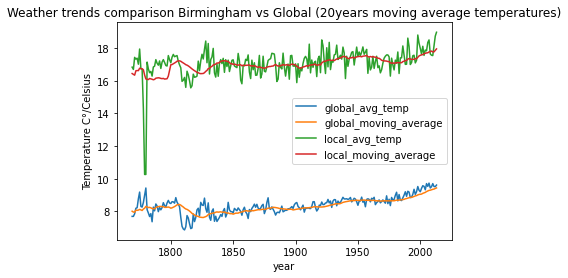 Weather trends comparison Birmingham vs Global (20years moving average temperatures)
Temperature C°/Celsius
18
16
14
12
10
8
global_avg_temp
global_moving_average
local_avg_temp
local_moving_average
1800
1850
1900
1950
2000
year